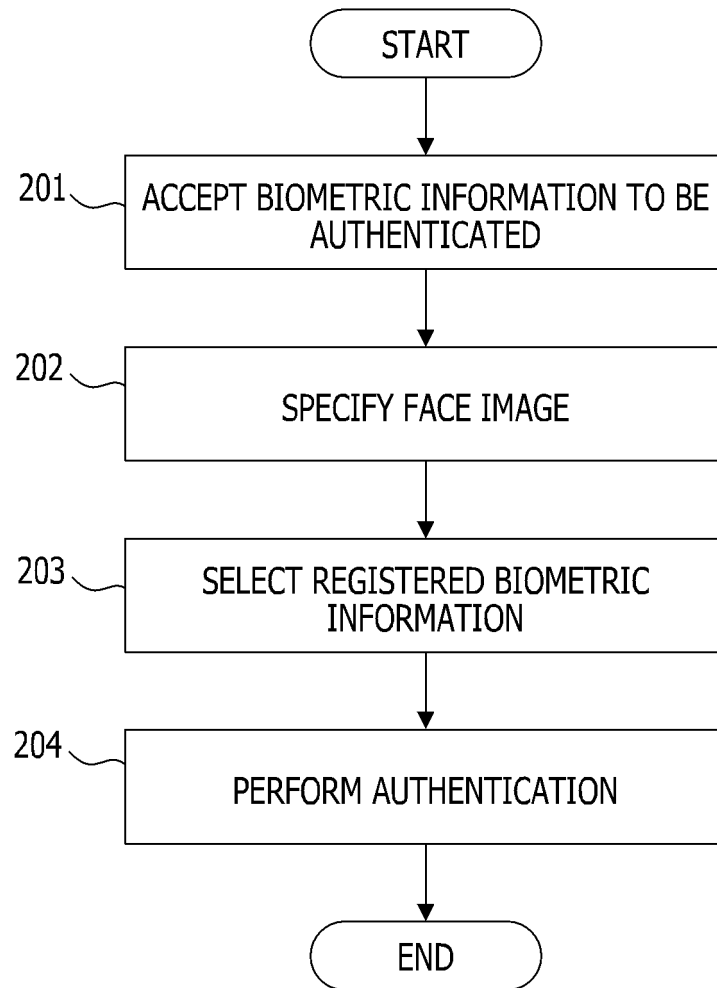 START
201
ACCEPT BIOMETRIC INFORMATION TO BE
AUTHENTICATED
202
SPECIFY FACE IMAGE
203
SELECT REGISTERED BIOMETRIC
INFORMATION
204
PERFORM AUTHENTICATION
END